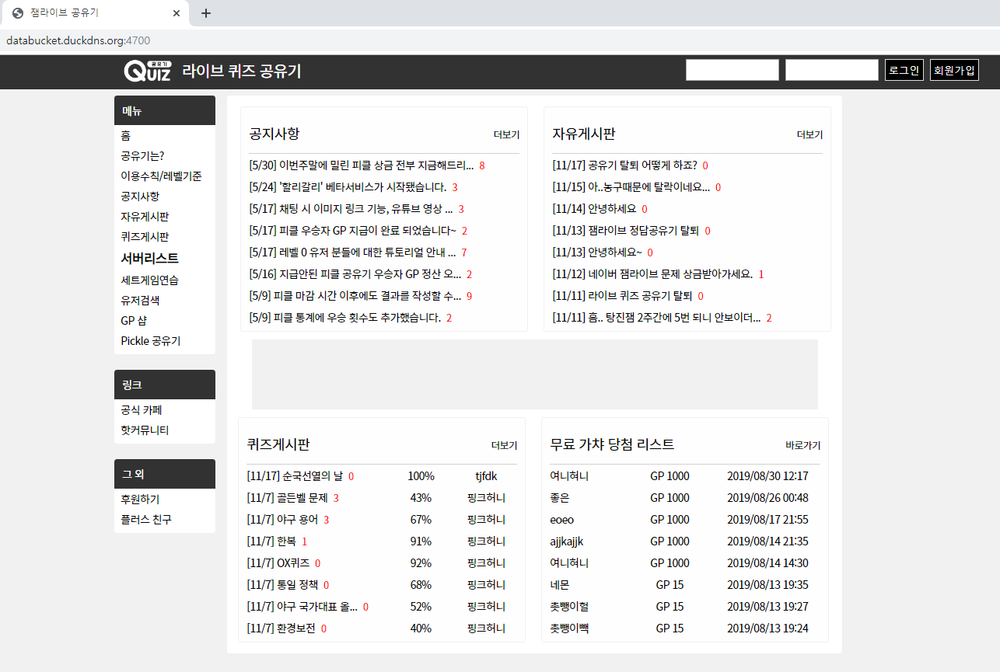 잼라이브 공유기
databucket.duckdns.org:4700
공유기
QUIZ
라이브 퀴즈 공유기
로그인
회원가입
메뉴
홈
공유기는?
이용수칙/레벨기준
공지사항
자유게시판
퀴즈게시판
서버리스트
세트게임연습
유저검색
GP 샵
Pickle 공유기
링크
공식 카페
핫커뮤니티
그 외
후원하기
플러스 친구
공지사항 더보기
[5/30] 이번주말에 밀린 피클 상금 전부 지급해드리... 8
[5/24] '할리갈리' 베타서비스가 시작됐습니다. 3
[5/17] 채팅 시 이미지 링크 기능, 유튜브 영상 ... 3
[5/17] 피클 우승자 GP 지급이 완료 되었습니다~ 2
[5/17] 레벨 0 유저 분들에 대한 튜토리얼 안내 ... 7
[5/16] 지급안된 피클 공유기 우승자 GP 정산 오... 2
[5/9] 피클 마감 시간 이후에도 결과를 작성할 수... 9
[5/9] 피클 통계에 우승 횟수도 추가했습니다. 2
자유게시판 더보기
[11/17] 공유기 탈퇴 어떻게 하죠? 0
[11/15] 아..농구때문에 탈락이네요... 0
[11/14] 안녕하세요 0
[11/13] 잼라이브 정답공유기 탈퇴 0
[11/13] 안녕하세요~ 0
[11/12] 네이버 잼라이브 문제 상금받아가세요. 1
[11/11] 라이브 퀴즈 공유기 탈퇴 0
[11/11] 흠.. 탕진잼 2주간에 5번 되니 안보이더... 2
퀴즈게시판 더보기
[11/17] 순국선열의 날 0 100% tjfdk
[11/7] 골든벨 문제 3 43% 핑크허니
[11/7] 야구 용어 3 67% 핑크허니
[11/7] 한복 1 91% 핑크허니
[11/7] OX퀴즈 0 92% 핑크허니
[11/7] 통일 정책 0 68% 핑크허니
[11/7] 야구 국가대표 올... 0 52% 핑크허니
[11/7] 환경보전 0 40% 핑크허니
무료 가챠 당첨 리스트 바로가기
여니혀니 GP 1000 2019/08/30 12:17
좋은 GP 1000 2019/08/26 00:48
eoeo GP 1000 2019/08/17 21:55
ajjkajjk GP 1000 2019/08/14 21:35
여니혀니 GP 1000 2019/08/14 14:30
네몬 GP 15 2019/08/13 19:35
촛뺑이헐 GP 15 2019/08/13 19:27
촛뺑이빽 GP 15 2019/08/13 19:24